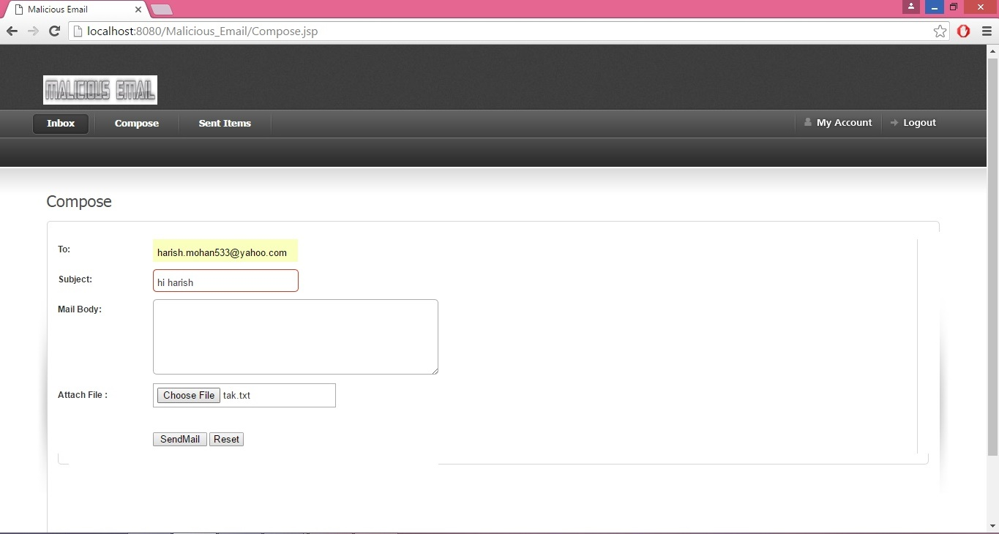 Malicious Email
localhost:8080/Malicious_Email/Compose.jsp
MALICIOUS EMAIL
Inbox Compose Sent Items My Account Logout
Compose
To: harish.mohan533@yahoo.com
Subject: hi harish
Mail Body:
Attach File : Choose File tak.txt
SendMail Reset